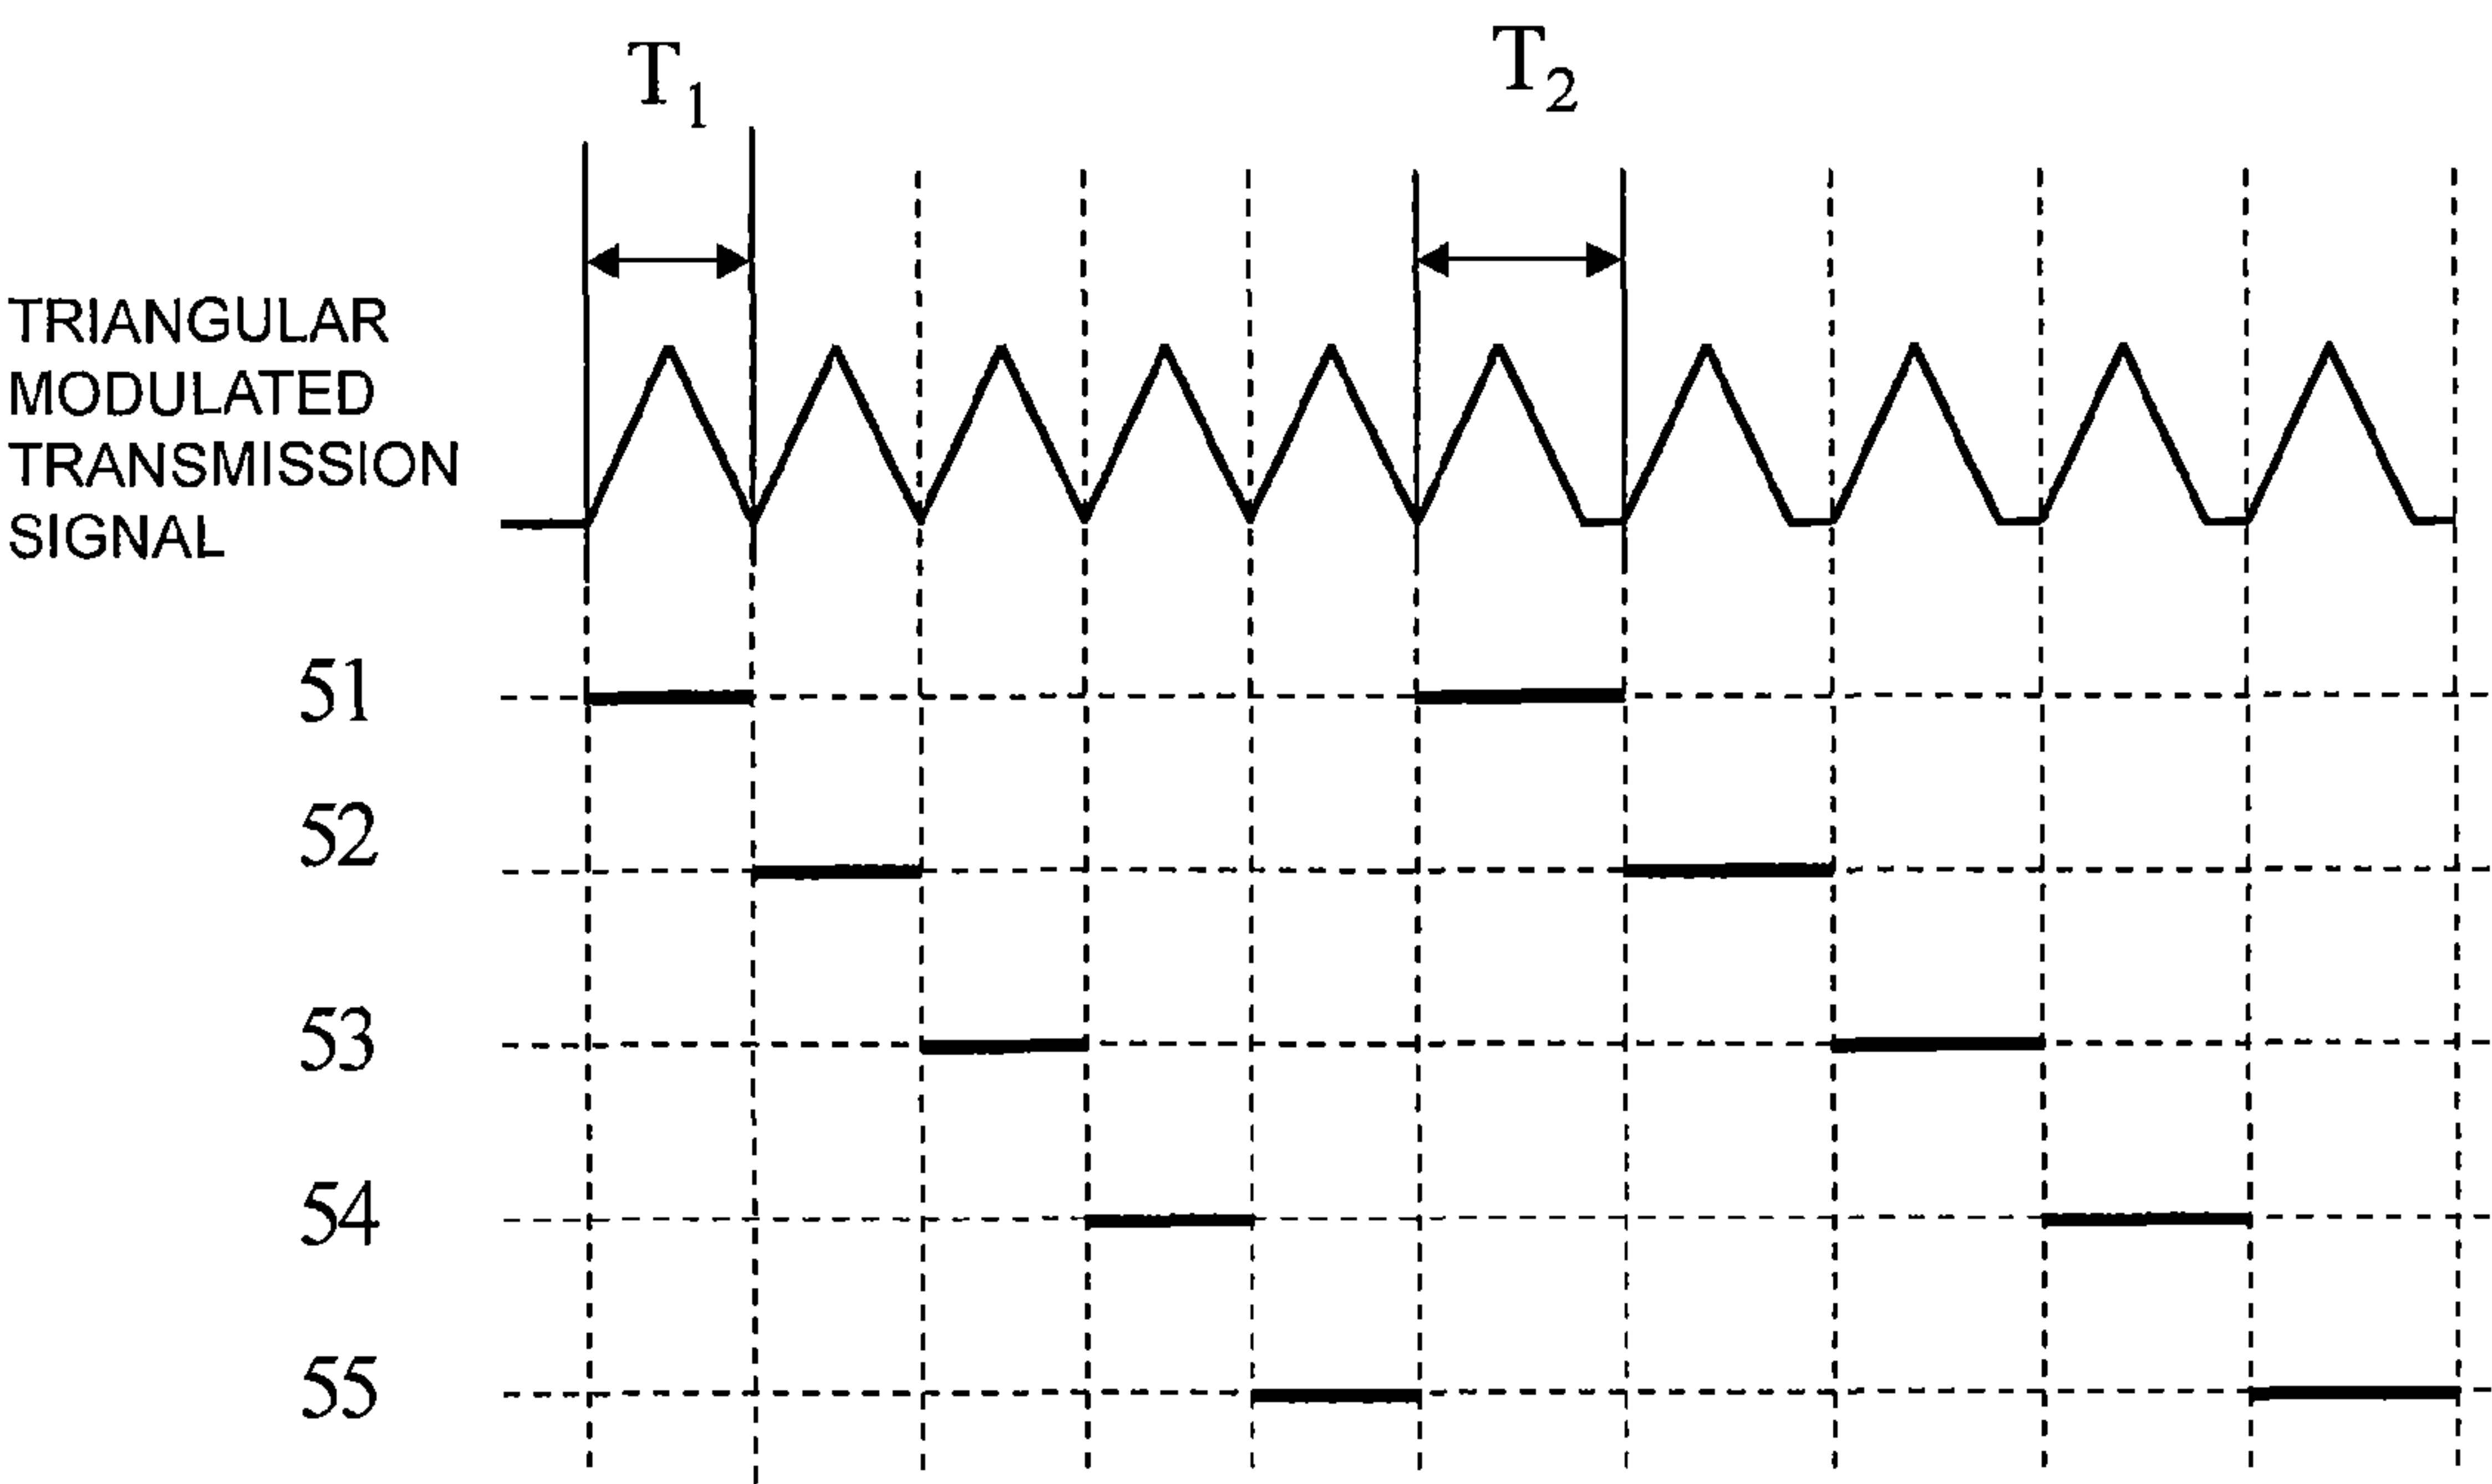 T1
T2
TRIANGULAR
MODULATED
TRANSMISSION
SIGNAL
51
52
53
54
55